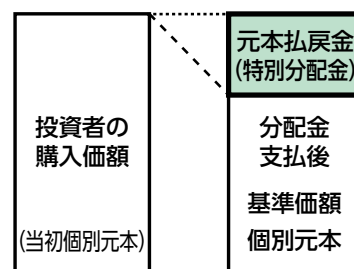 投資者の
購入価額
(当初個別元本)
元本払戻金
(特別分配金)
分配金
支払後
基準価額
個別元本